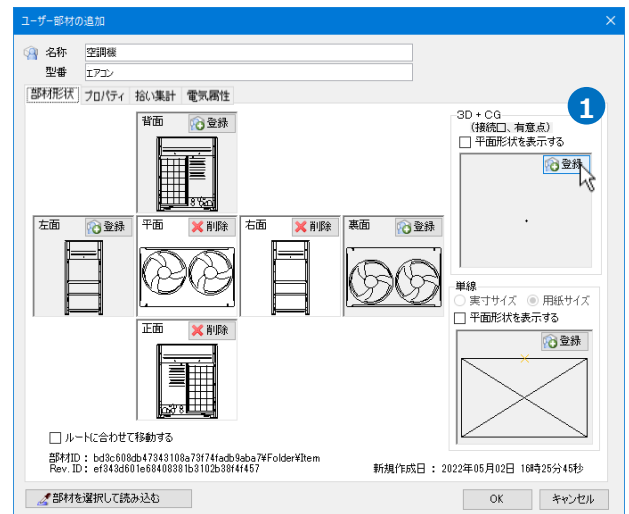 ユーザー部材の追加
名称 空調機
型番 エアコン
部材形状 プロパティ 拾い集計 電気属性
1
3D + CG
(接続口、有意点)
平面形状を表示する
登録
背面 登録
左面 登録 平面 削除 右面 削除 裏面 登録
正面 削除
単線
実寸サイズ 用紙サイズ
平面形状を表示する
登録
ルートに合わせて移動する
部材ID : bd3c608db47343108a73f74fadb9aba7¥Folder¥Item
Rev. ID : ef343d601e68408381b3102b38f4f457
新規作成日 : 2022年05月02日 16時25分45秒
部材を選択して読み込む OK キャンセル